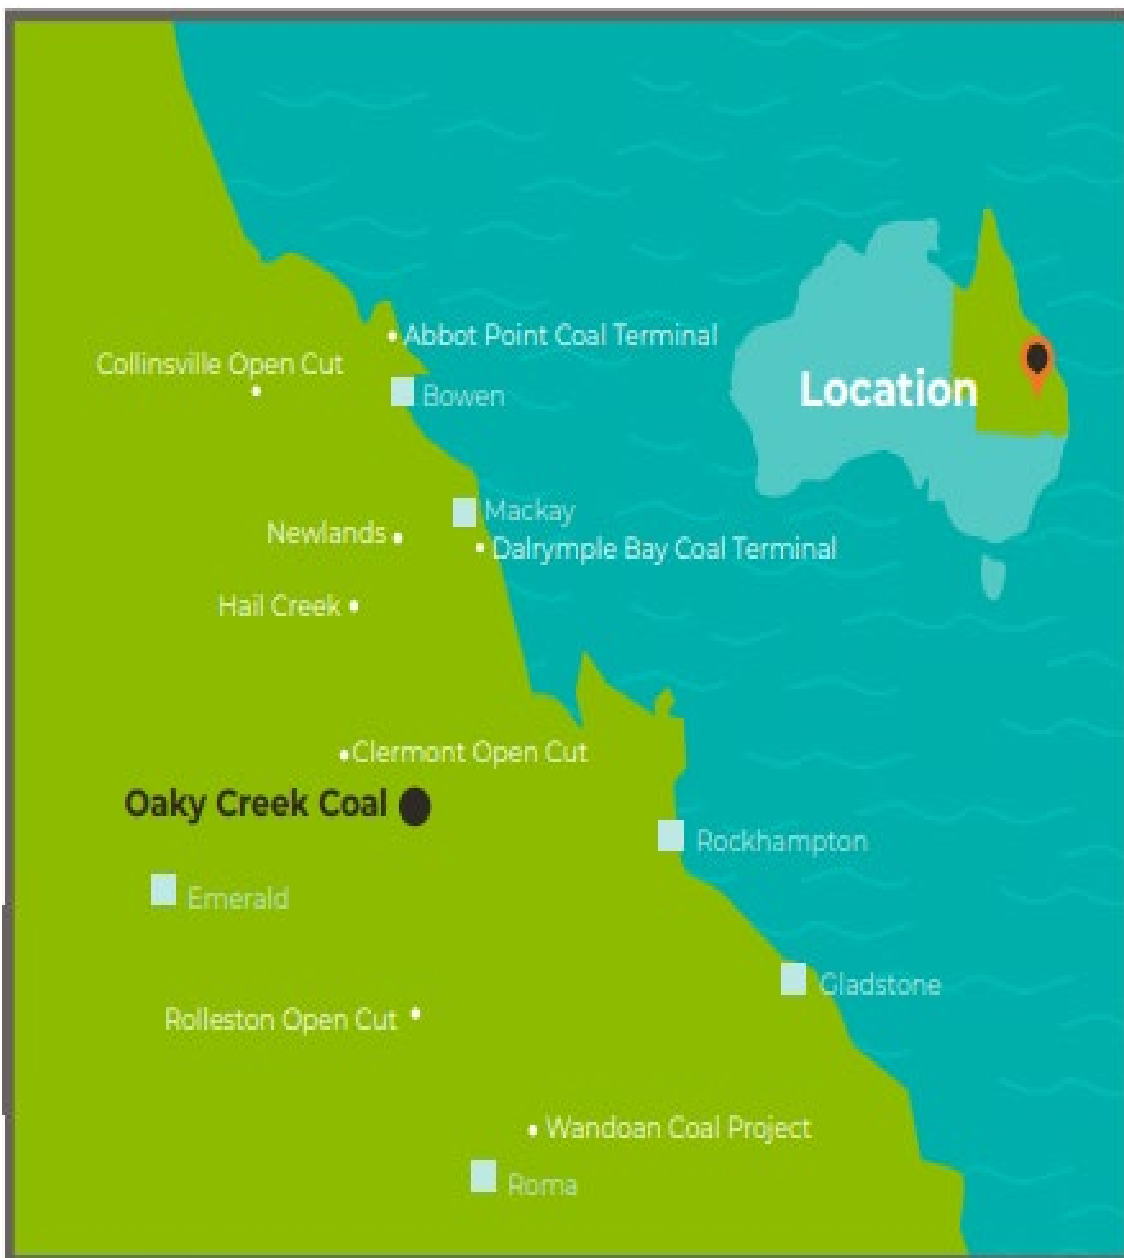 Abbot Point Coal Terminal
Collinsville Open Cut
Location
Bowen
Mackay
Newlands
Dalrymple Bay Coal Terminal
Hail Creek
Clermont Open Cut
Oaky Creek Coal
Rockhampton
Emerald
Gladstone
Rolleston Open Cut
Wandoan Coal Project
Roma